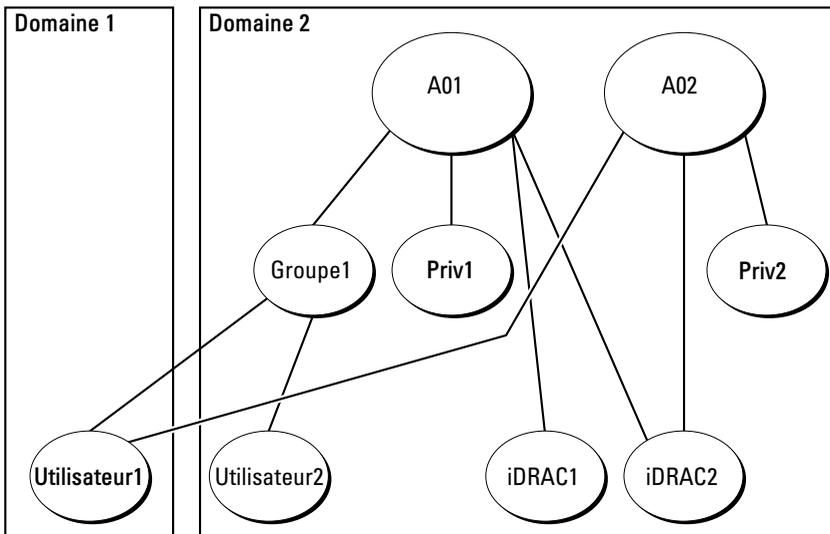 Domaine 1
Domaine 2
A01
A02
Groupe1
Priv1
Priv2
Utilisateur1
Utilisateur2
iDRAC1
iDRAC2